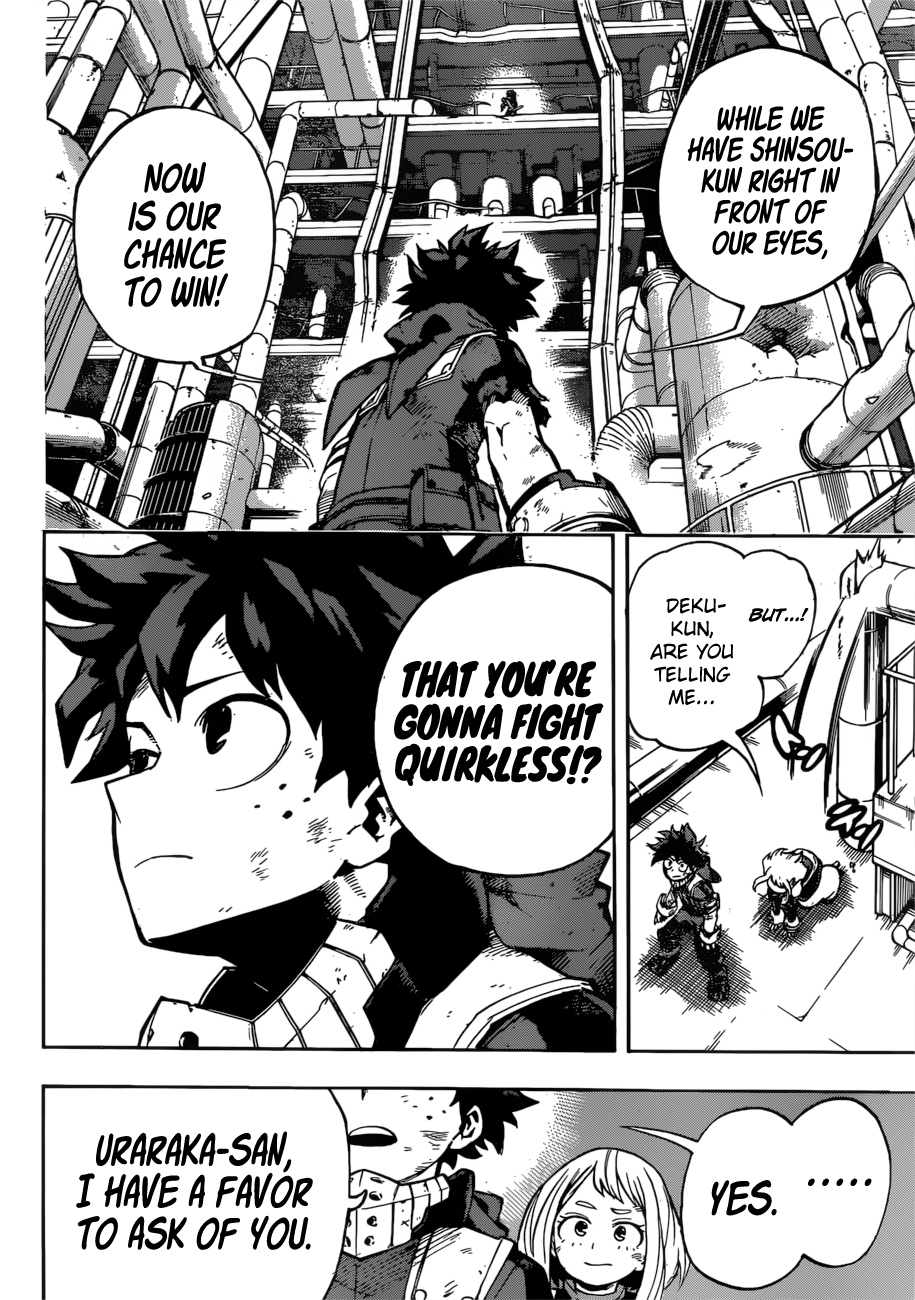 WHILE WE
HAVE SHINSOU-
KUN RIGHT IN
FRONT OF
OUR EYES,
NOW
IS OUR
CHANCE
TO WIN!
BUT...!
DEKU-
KUN,
ARE YOU
TELLING
ME...
THAT YOU'RE
GONNA FIGHT
QUIRKLESS!?
.....
YES.
URARAKA-SAN,
I HAVE A FAVOR
TO ASK OF YOU.